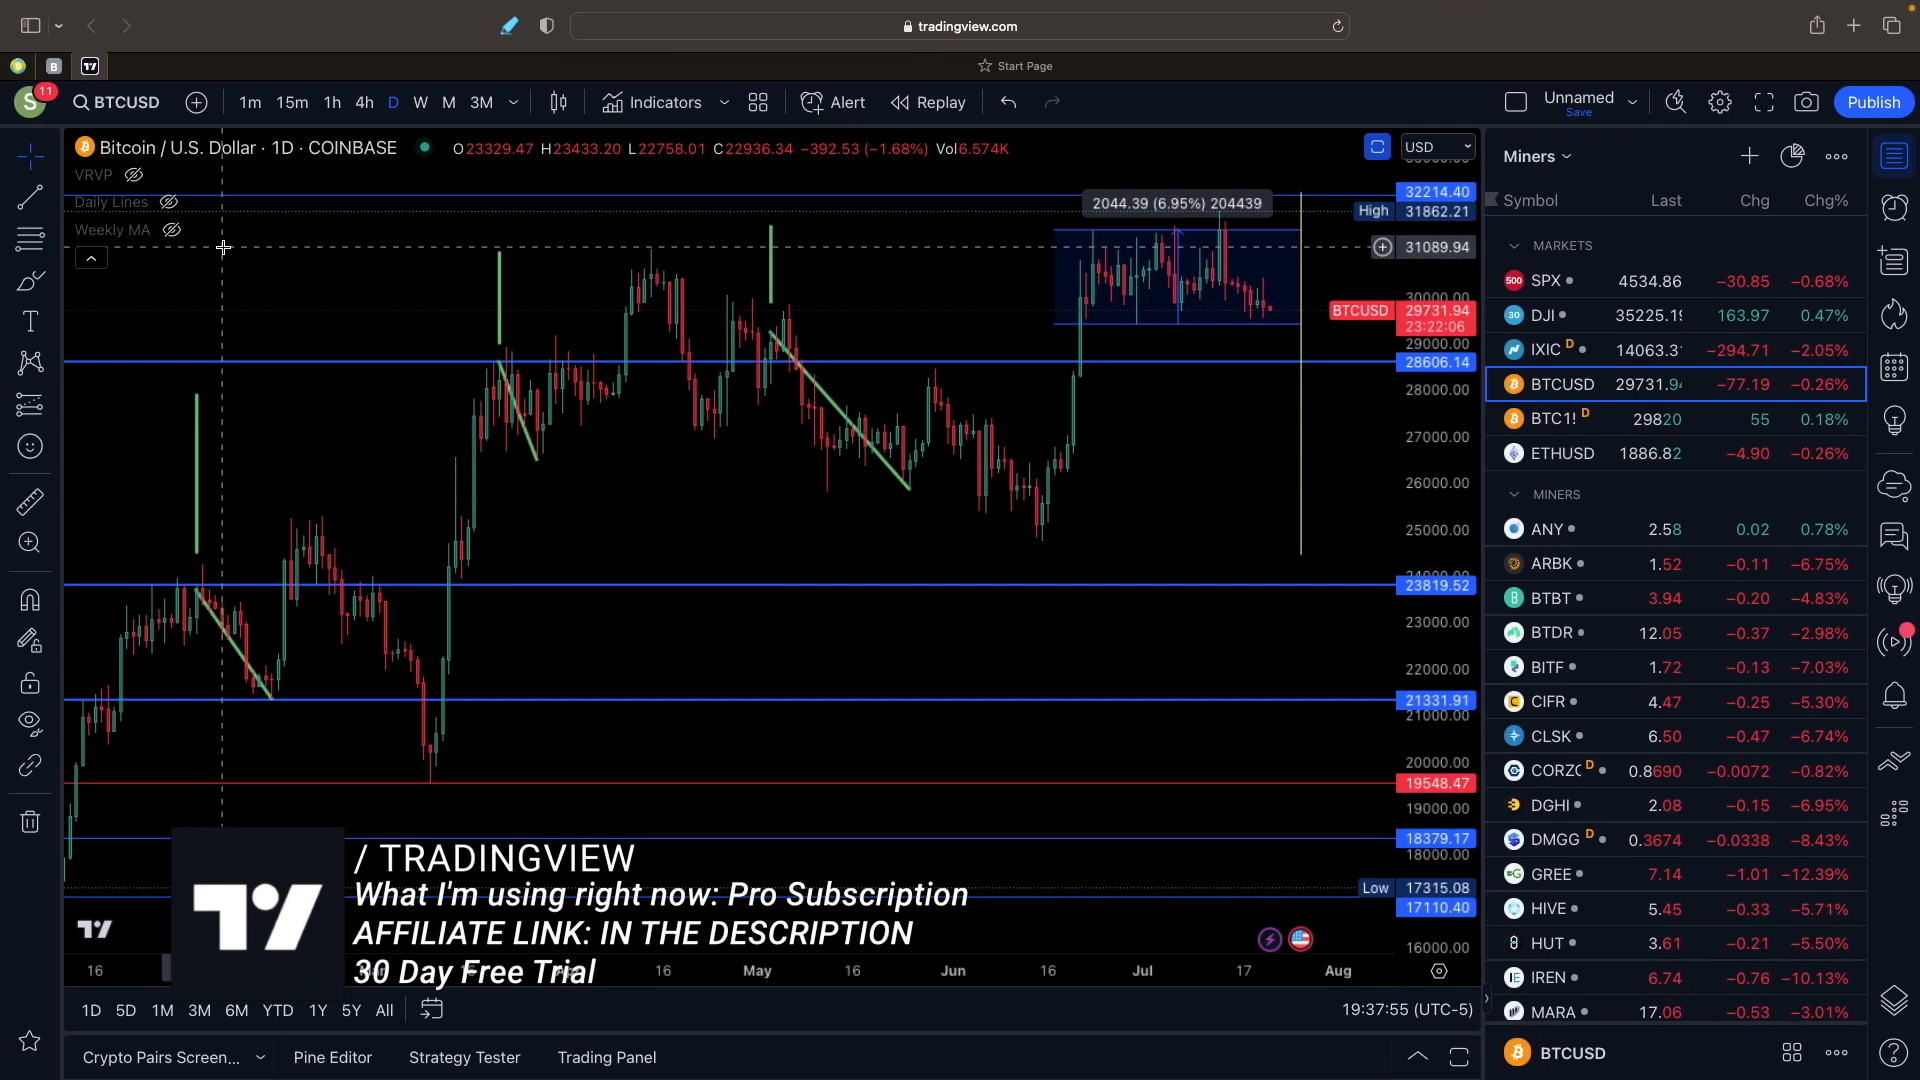 tradingview.com
Start Page
S 11 BTCUSD 1m 15m 1h 4h D W M 3M Indicators Alert Replay Unnamed Save Publish
Bitcoin / U.S. Dollar · 1D · COINBASE O23329.47 H23433.20 L22758.01 C22936.34 −392.53 (−1.68%) Vol6.574K USD
VRVP
Daily Lines
Weekly MA
2044.39 (6.95%) 204439
32214.40
High 31862.21
31089.94
30000.00
BTCUSD 29731.94
23:22:06
29000.00
28606.14
28000.00
27000.00
26000.00
25000.00
24000.00
23819.52
23000.00
22000.00
21331.91
21000.00
20000.00
19548.47
19000.00
18379.17
18000.00
Low 17315.08
17110.40
16000.00
/ TRADINGVIEW
What I'm using right now: Pro Subscription
AFFILIATE LINK: IN THE DESCRIPTION
30 Day Free Trial
16 16 May 16 Jun 16 Jul 17 Aug
1D 5D 1M 3M 6M YTD 1Y 5Y All 19:37:55 (UTC-5)
Crypto Pairs Screen... Pine Editor Strategy Tester Trading Panel
Miners
Symbol Last Chg Chg%
MARKETS
500 SPX 4534.86 −30.85 −0.68%
30 DJI 35225.1 163.97 0.47%
IXIC D 14063.3 −294.71 −2.05%
BTCUSD 29731.94 −77.19 −0.26%
BTC1! D 29820 55 0.18%
ETHUSD 1886.82 −4.90 −0.26%
MINERS
ANY 2.58 0.02 0.78%
ARBK 1.52 −0.11 −6.75%
BTBT 3.94 −0.20 −4.83%
BTDR 12.05 −0.37 −2.98%
BITF 1.72 −0.13 −7.03%
CIFR 4.47 −0.25 −5.30%
CLSK 6.50 −0.47 −6.74%
CORZ D 0.8690 −0.0072 −0.82%
DGHI 2.08 −0.15 −6.95%
DMGG D 0.3674 −0.0338 −8.43%
GREE 7.14 −1.01 −12.39%
HIVE 5.45 −0.33 −5.71%
HUT 3.61 −0.21 −5.50%
IREN 6.74 −0.76 −10.13%
MARA 17.06 −0.53 −3.01%
BTCUSD